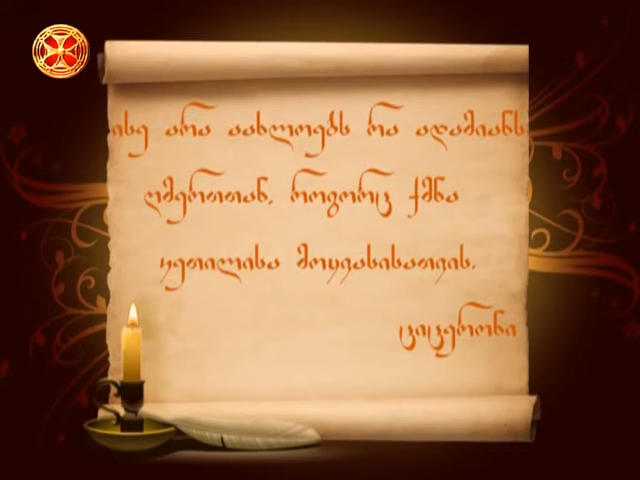 ისე არა აახლოებს რა ადამიანს
ღმერთთან, როგორც ქმნა
კეთილისა მოყვასისათვის.
ციცერონი